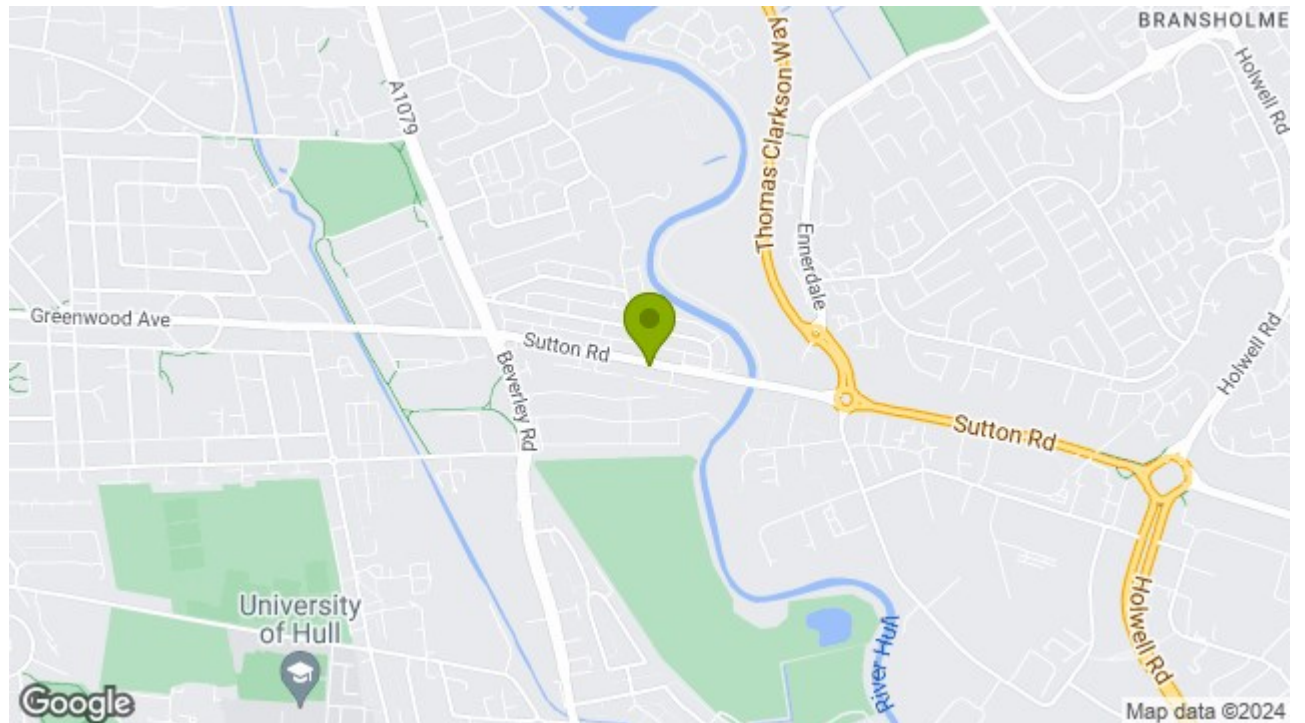 BRANSHOLME
Holwell Rd
Thomas Clarkson Way
A1079
Ennerdale
Greenwood Ave
Sutton Rd
Holwell Rd
Beverley Rd
Sutton Rd
University
of Hull
River Hull
Holwell Rd
Google
Map data ©2024